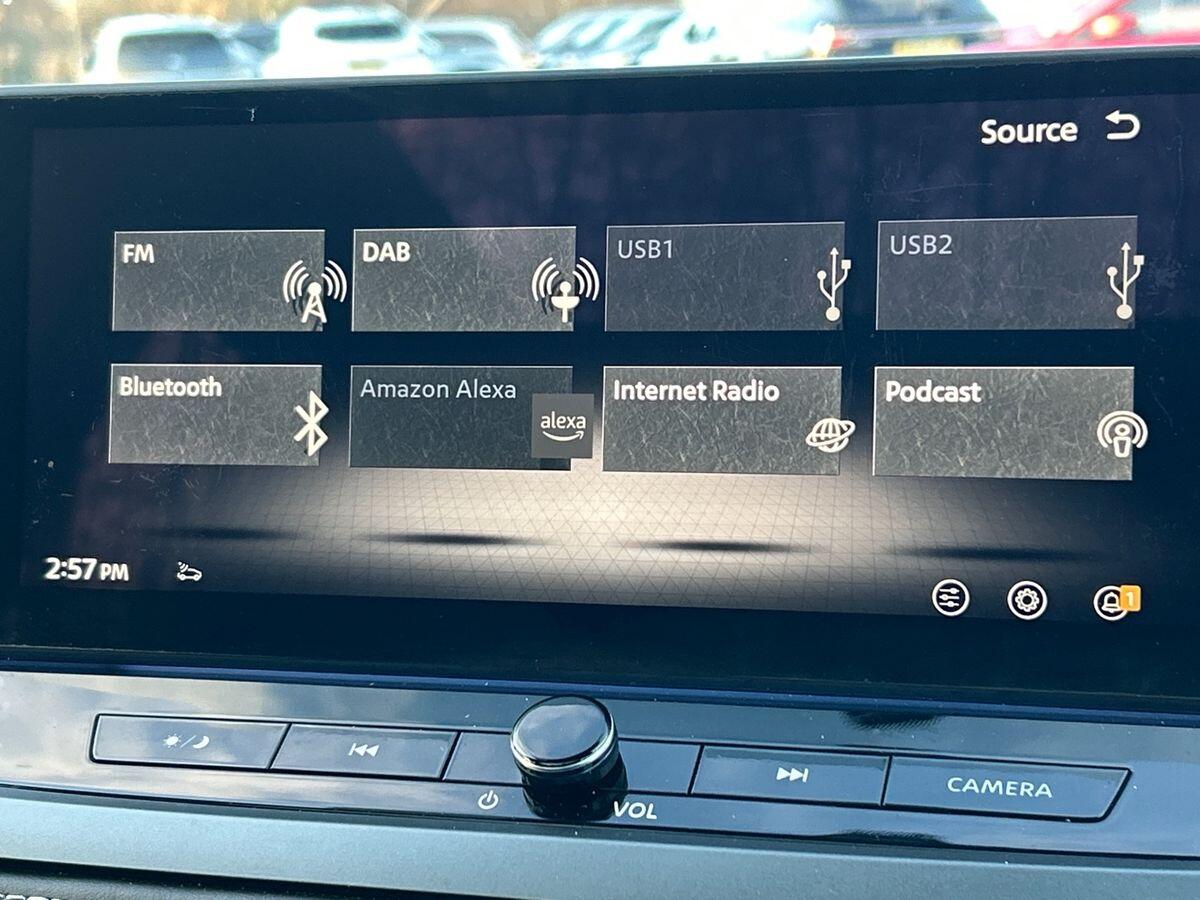 Source
FM
DAB
USB1
USB2
Bluetooth
Amazon Alexa
alexa
Internet Radio
Podcast
2:57 PM
1
VOL
CAMERA